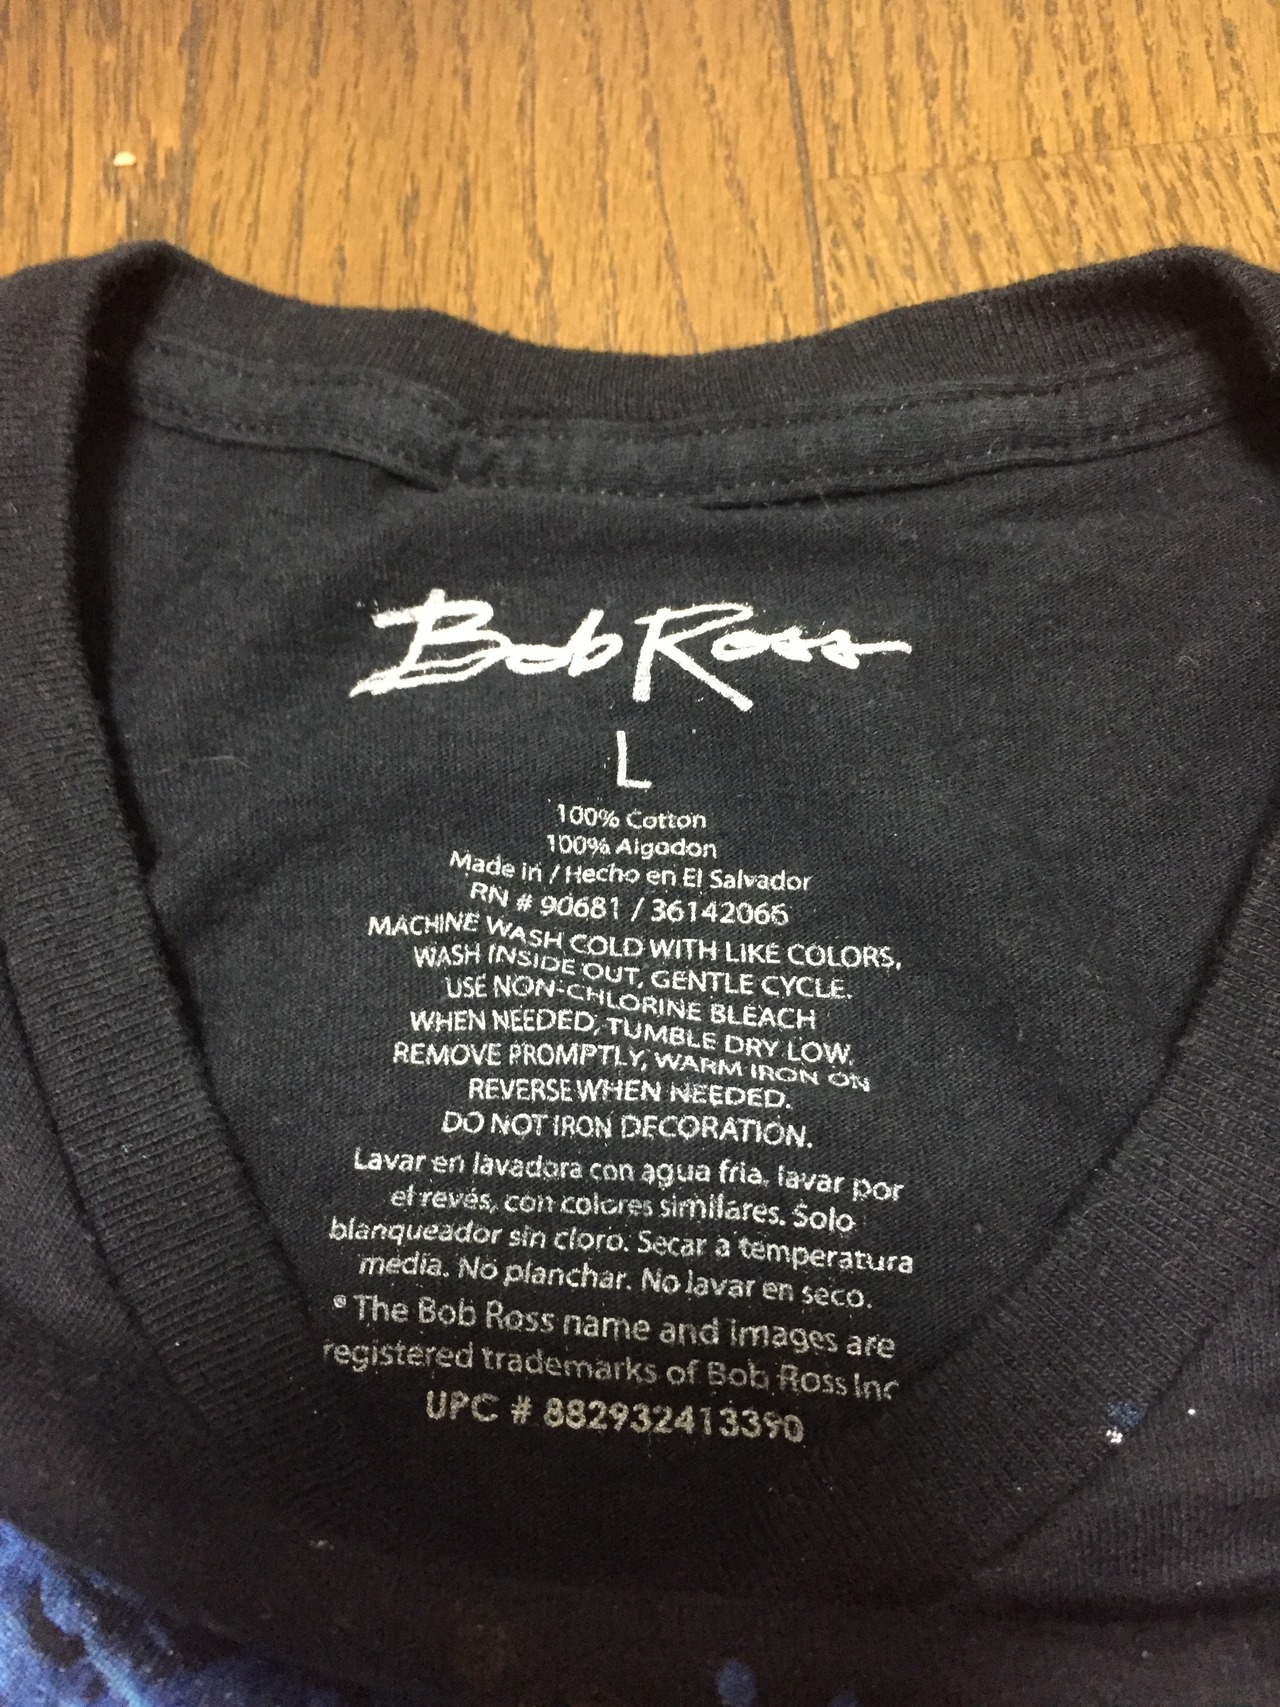 Bob Ross
L
100% Cotton
100% Algodon
Made in / Hecho en El Salvador
RN # 90681 / 36142066
MACHINE WASH COLD WITH LIKE COLORS,
WASH INSIDE OUT, GENTLE CYCLE.
USE NON-CHLORINE BLEACH
WHEN NEEDED, TUMBLE DRY LOW.
REMOVE PROMPTLY, WARM IRON ON
REVERSE WHEN NEEDED.
DO NOT IRON DECORATION.
Lavar en lavadora con agua fria, lavar por
el revés, con colores similares. Solo
blanqueador sin cloro. Secar a temperatura
media. No planchar. No lavar en seco.
® The Bob Ross name and images are
registered trademarks of Bob Ross Inc
UPC # 882932413390